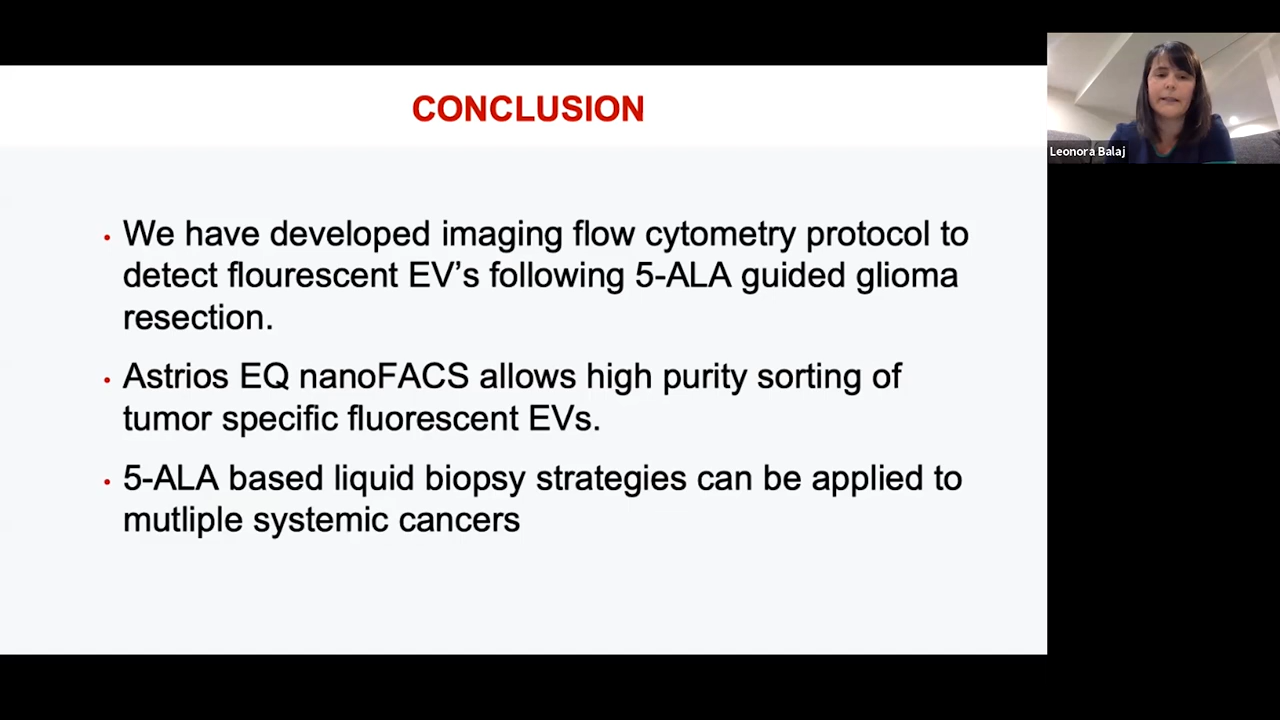 CONCLUSION
• We have developed imaging flow cytometry protocol to
detect flourescent EV’s following 5-ALA guided glioma
resection.
• Astrios EQ nanoFACS allows high purity sorting of
tumor specific fluorescent EVs.
• 5-ALA based liquid biopsy strategies can be applied to
mutliple systemic cancers
Leonora Balaj